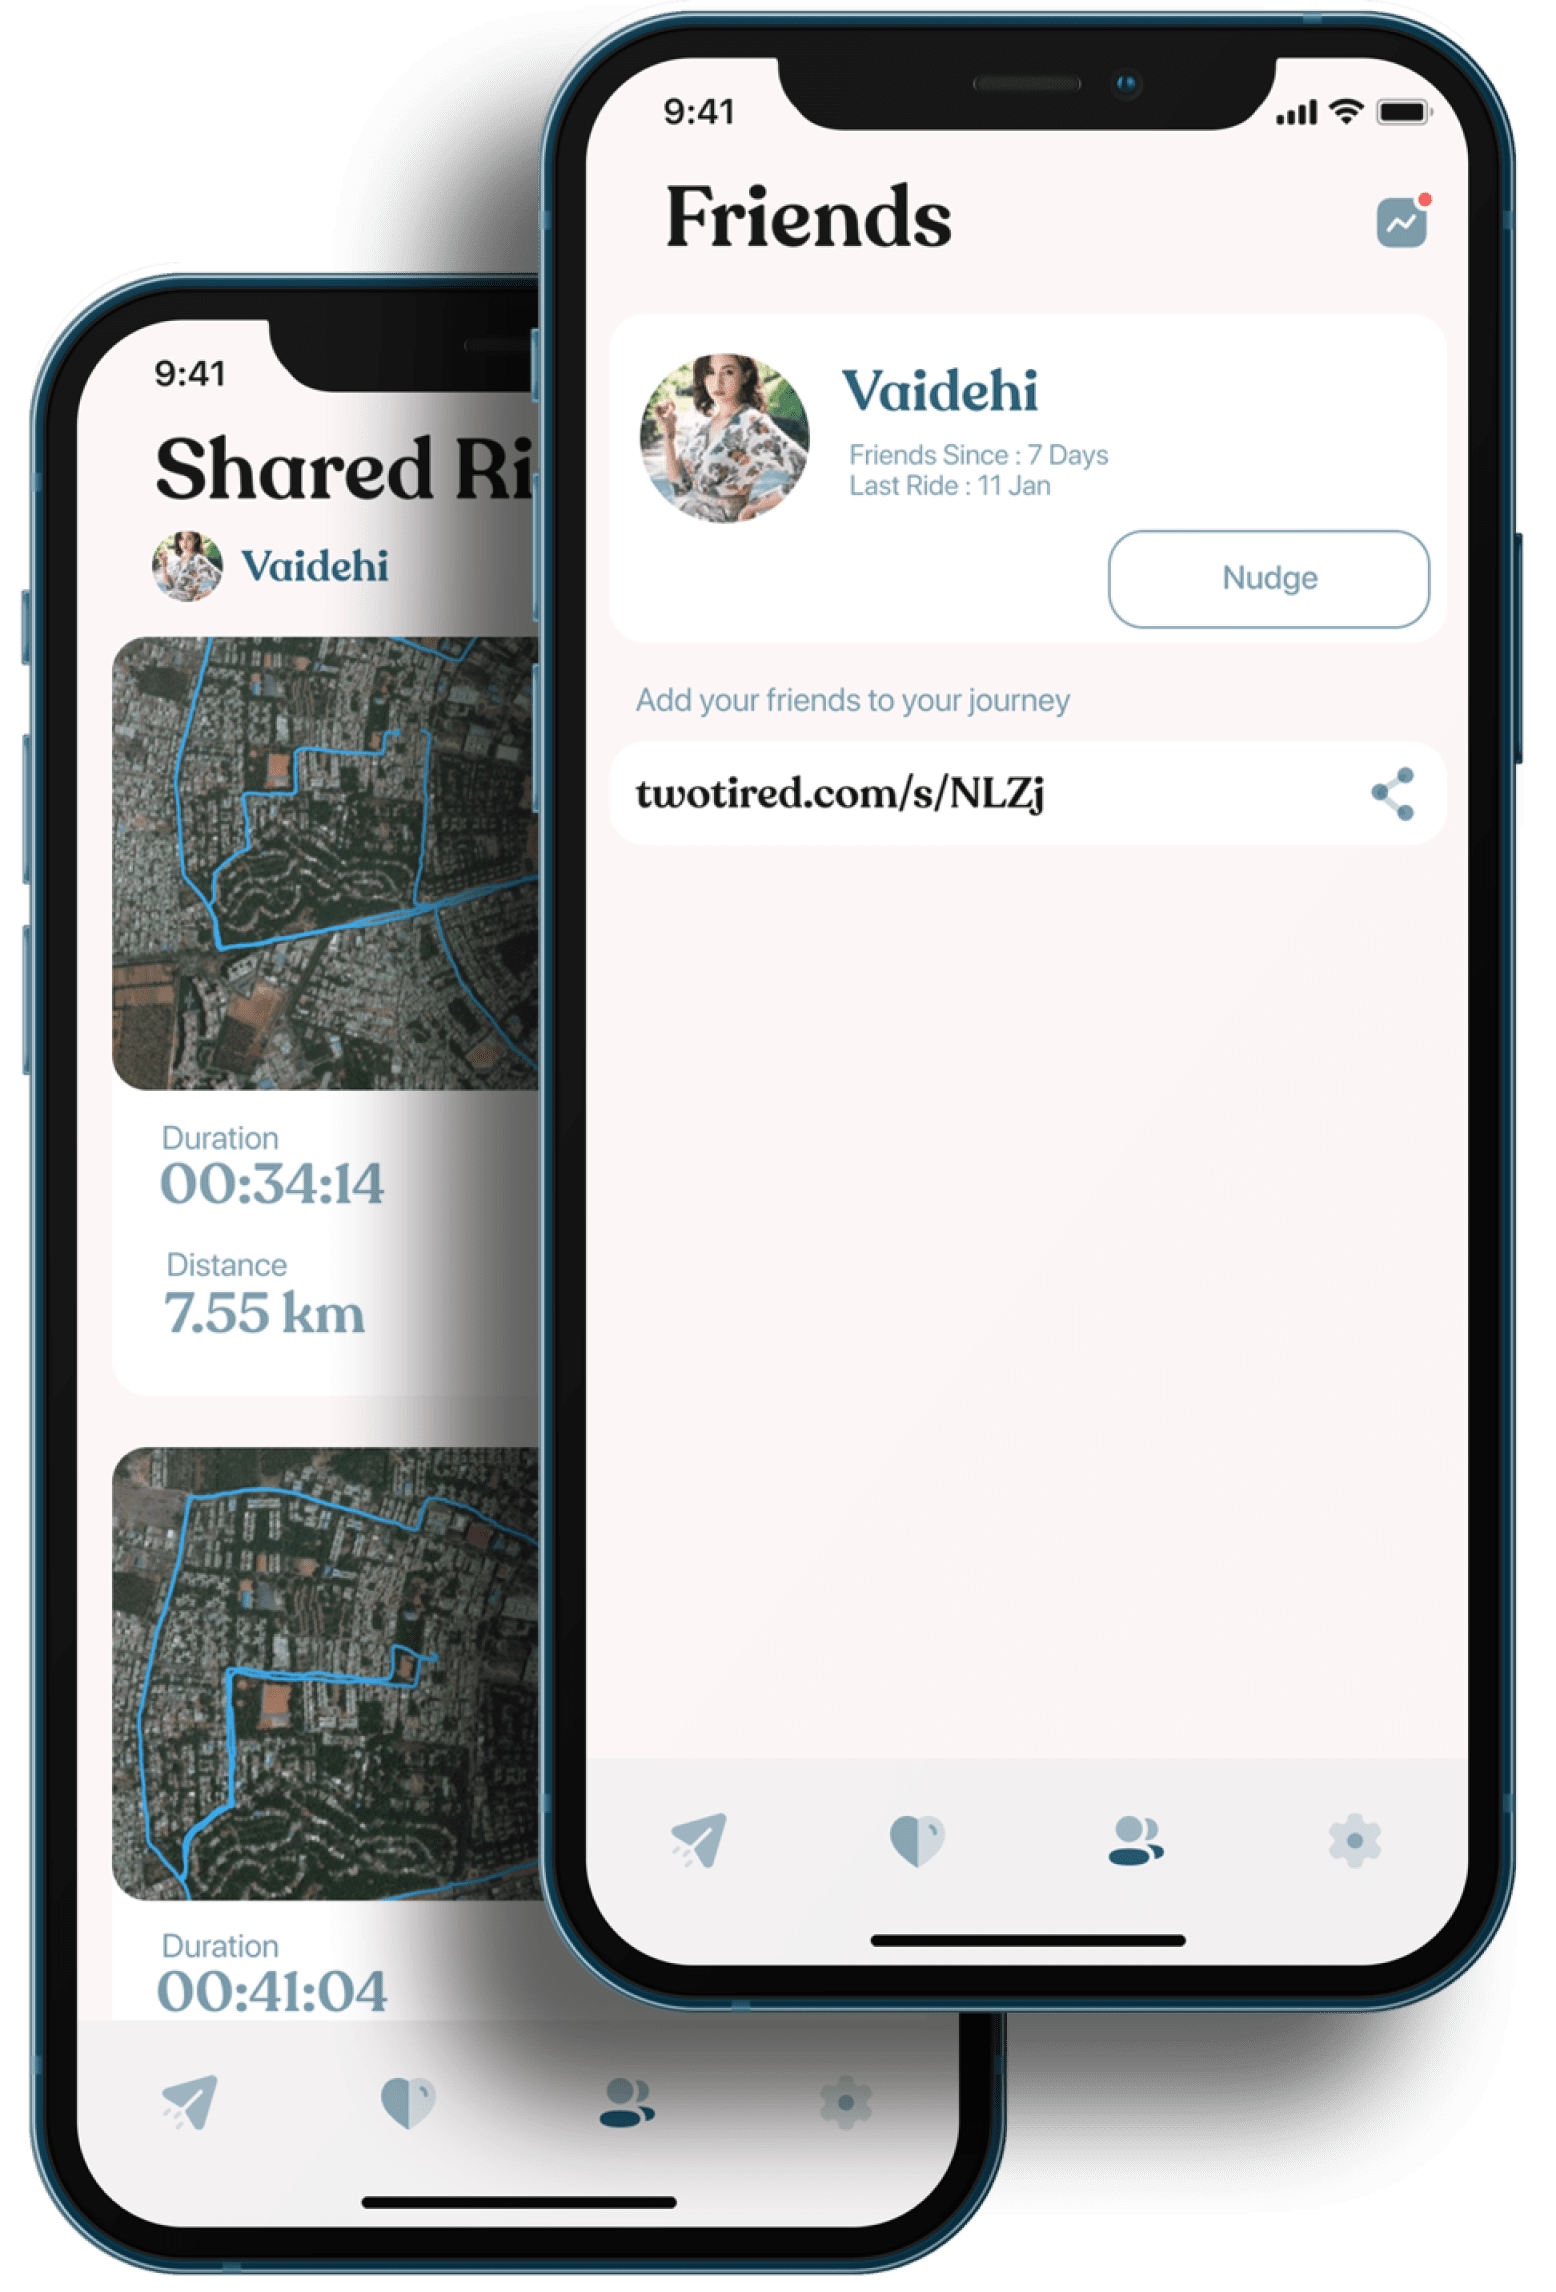 9:41
Friends
Vaidehi
Friends Since : 7 Days
Last Ride : 11 Jan
Nudge
Add your friends to your journey
twotired.com/s/NLZj
9:41
Shared
Vaidehi
Duration
00:34:14
Distance
7.55 km
Duration
00:41:04